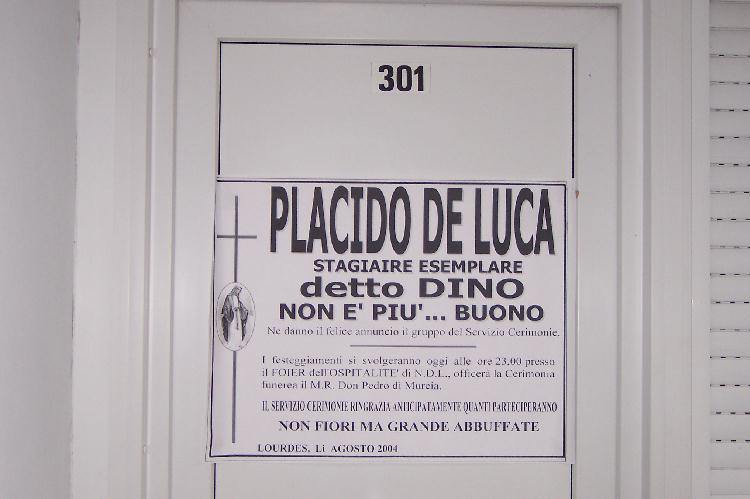 301
PLACIDO DE LUCA
STAGIAIRE ESEMPLARE
detto DINO
NON E' PIU'... BUONO
Ne danno il felice annuncio il gruppo del Servizio Cerimonie.
I festeggiamenti si svolgeranno oggi alle ore 23.00 presso
il FOIER dell'OSPITALITE' di N.D.L., officerà la Cerimonia
funerea il M.R. Don Pedro di Murcia.
IL SERVIZIO CERIMONIE RINGRAZIA ANTICIPATAMENTE QUANTI PARTECIPERANNO
NON FIORI MA GRANDE ABBUFFATE
LOURDES, Li AGOSTO 2004